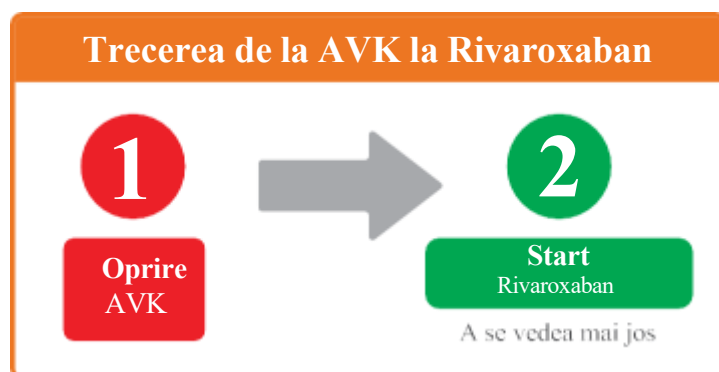 Trecerea de la AVK la Rivaroxaban
1
2
Oprire
AVK
Start
Rivaroxaban
A se vedea mai jos